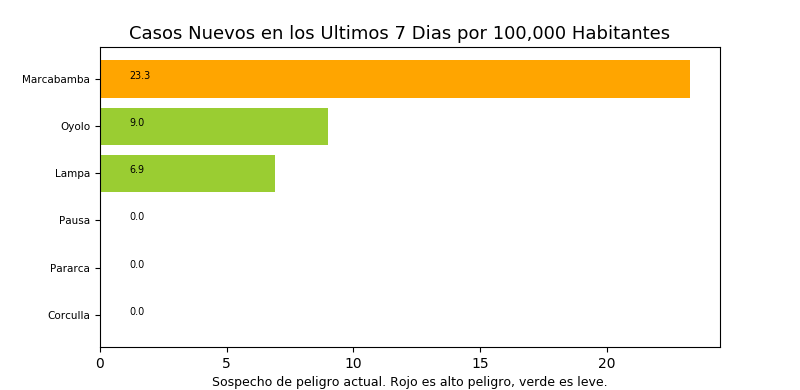 Casos Nuevos en los Ultimos 7 Dias por 100,000 Habitantes
Marcabamba 23.3
Oyolo 9.0
Lampa 6.9
Pausa 0.0
Pararca 0.0
Corculla 0.0
0 5 10 15 20
Sospecho de peligro actual. Rojo es alto peligro, verde es leve.